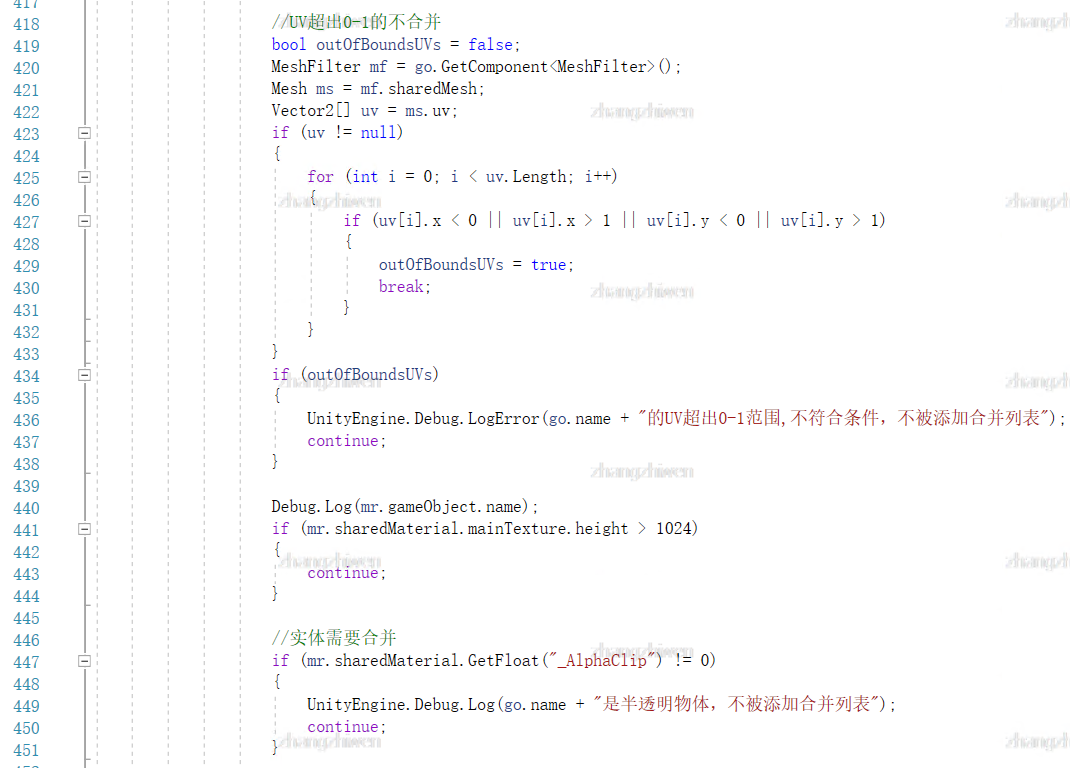 417
418 //UV超出0-1的不合并
419 bool outOfBoundsUVs = false;
420 MeshFilter mf = go.GetComponent<MeshFilter>();
421 Mesh ms = mf.sharedMesh;
422 Vector2[] uv = ms.uv;
423 if (uv != null)
424 {
425 for (int i = 0; i < uv.Length; i++)
426 {
427 if (uv[i].x < 0 || uv[i].x > 1 || uv[i].y < 0 || uv[i].y > 1)
428 {
429 outOfBoundsUVs = true;
430 break;
431 }
432 }
433 }
434 if (outOfBoundsUVs)
435 {
436 UnityEngine.Debug.LogError(go.name + "的UV超出0-1范围,不符合条件，不被添加合并列表");
437 continue;
438 }
439
440 Debug.Log(mr.gameObject.name);
441 if (mr.sharedMaterial.mainTexture.height > 1024)
442 {
443 continue;
444 }
445
446 //实体需要合并
447 if (mr.sharedMaterial.GetFloat("_AlphaClip") != 0)
448 {
449 UnityEngine.Debug.Log(go.name + "是半透明物体，不被添加合并列表");
450 continue;
451 }
zhangzhiwen